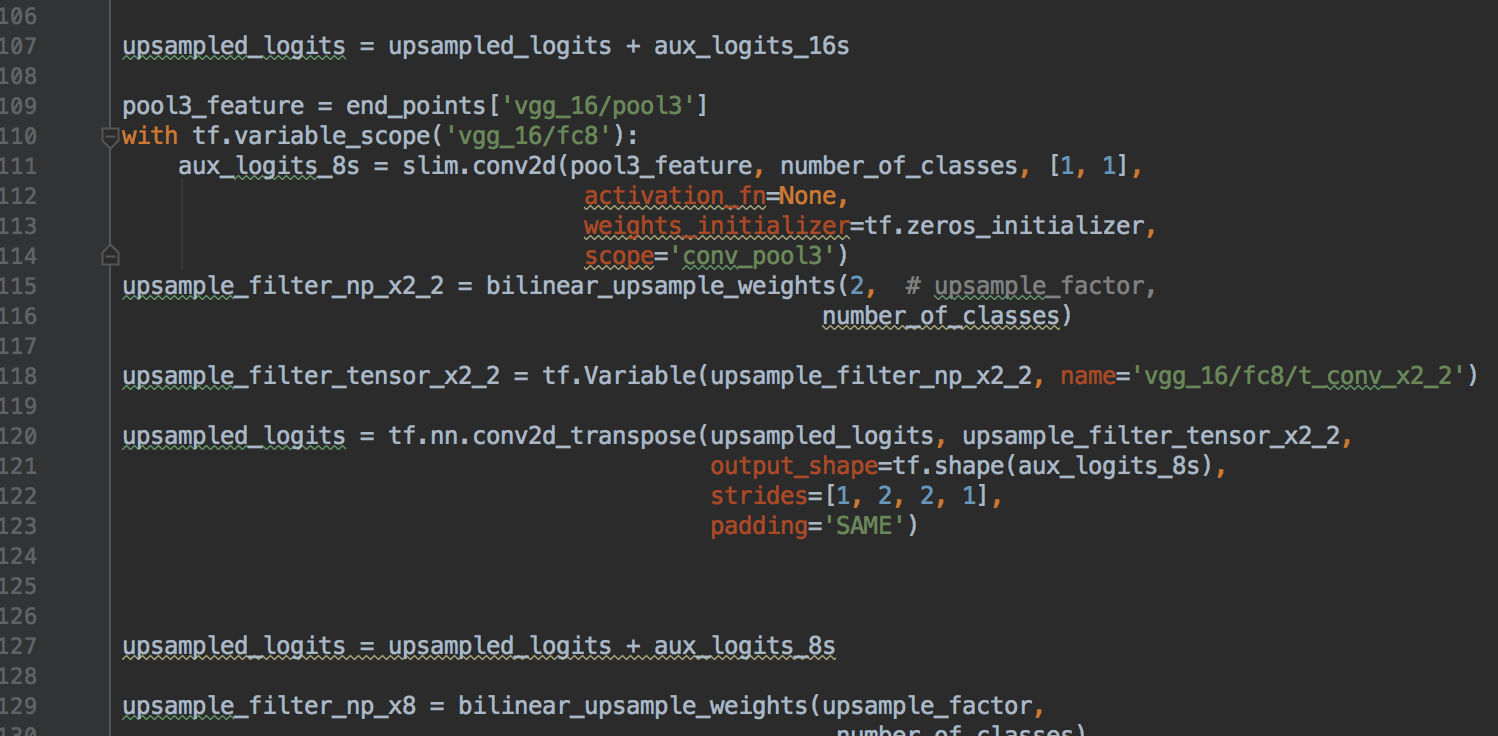 106
107 upsampled_logits = upsampled_logits + aux_logits_16s
108
109 pool3_feature = end_points['vgg_16/pool3']
110 with tf.variable_scope('vgg_16/fc8'):
111     aux_logits_8s = slim.conv2d(pool3_feature, number_of_classes, [1, 1],
112                                  activation_fn=None,
113                                  weights_initializer=tf.zeros_initializer,
114                                  scope='conv_pool3')
115 upsample_filter_np_x2_2 = bilinear_upsample_weights(2,  # upsample_factor,
116                                                   number_of_classes)
117
118 upsample_filter_tensor_x2_2 = tf.Variable(upsample_filter_np_x2_2, name='vgg_16/fc8/t_conv_x2_2')
119
120 upsampled_logits = tf.nn.conv2d_transpose(upsampled_logits, upsample_filter_tensor_x2_2,
121                                           output_shape=tf.shape(aux_logits_8s),
122                                           strides=[1, 2, 2, 1],
123                                           padding='SAME')
124
125
126
127 upsampled_logits = upsampled_logits + aux_logits_8s
128
129 upsample_filter_np_x8 = bilinear_upsample_weights(upsample_factor,
130                                                    number_of_classes)